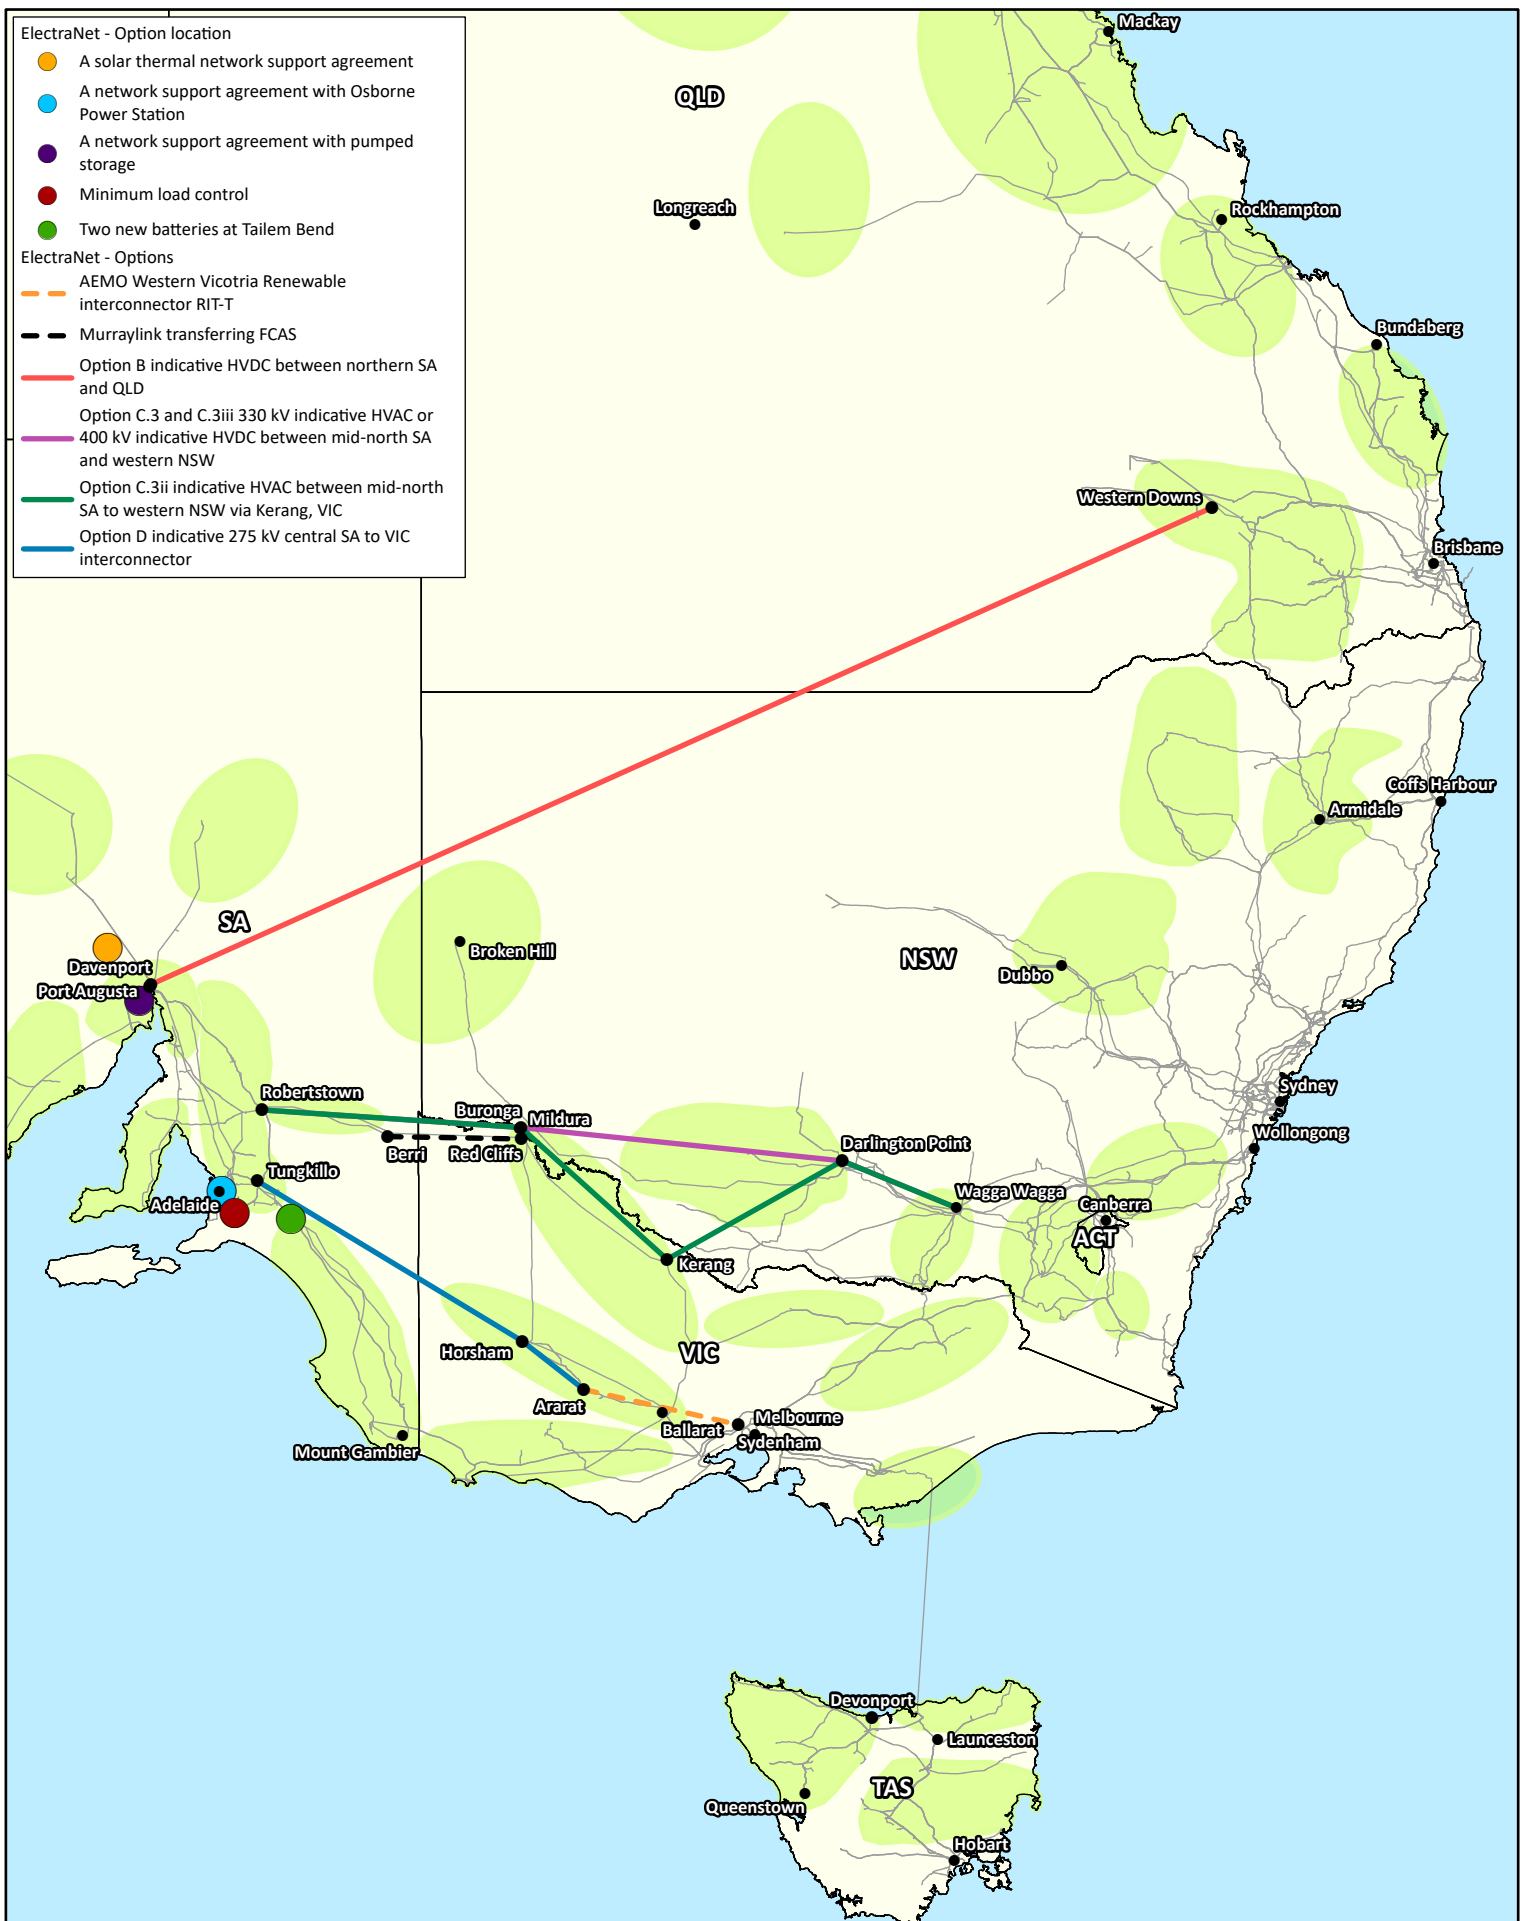 ElectraNet - Option location
A solar thermal network support agreement
A network support agreement with Osborne
Power Station
A network support agreement with pumped
storage
Minimum load control
Two new batteries at Tailem Bend
ElectraNet - Options
AEMO Western Vicotria Renewable
interconnector RIT-T
Murraylink transferring FCAS
Option B indicative HVDC between northern SA
and QLD
Option C.3 and C.3iii 330 kV indicative HVAC or
400 kV indicative HVDC between mid-north SA
and western NSW
Option C.3ii indicative HVAC between mid-north
SA to western NSW via Kerang, VIC
Option D indicative 275 kV central SA to VIC
interconnector
Mackay
QLD
Longreach
Rockhampton
Bundaberg
Western Downs
Brisbane
Coffs Harbour
Armidale
SA
Broken Hill
NSW
Davenport
Dubbo
Port Augusta
Sydney
Robertstown
Buronga
Mildura
Wollongong
Darlington Point
Berri
Red Cliffs
Tungkillo
Wagga Wagga
Adelaide
Canberra
ACT
Kerang
Horsham
VIC
Ararat
Melbourne
Ballarat
Sydenham
Mount Gambier
Devonport
Launceston
TAS
Queenstown
Hobart